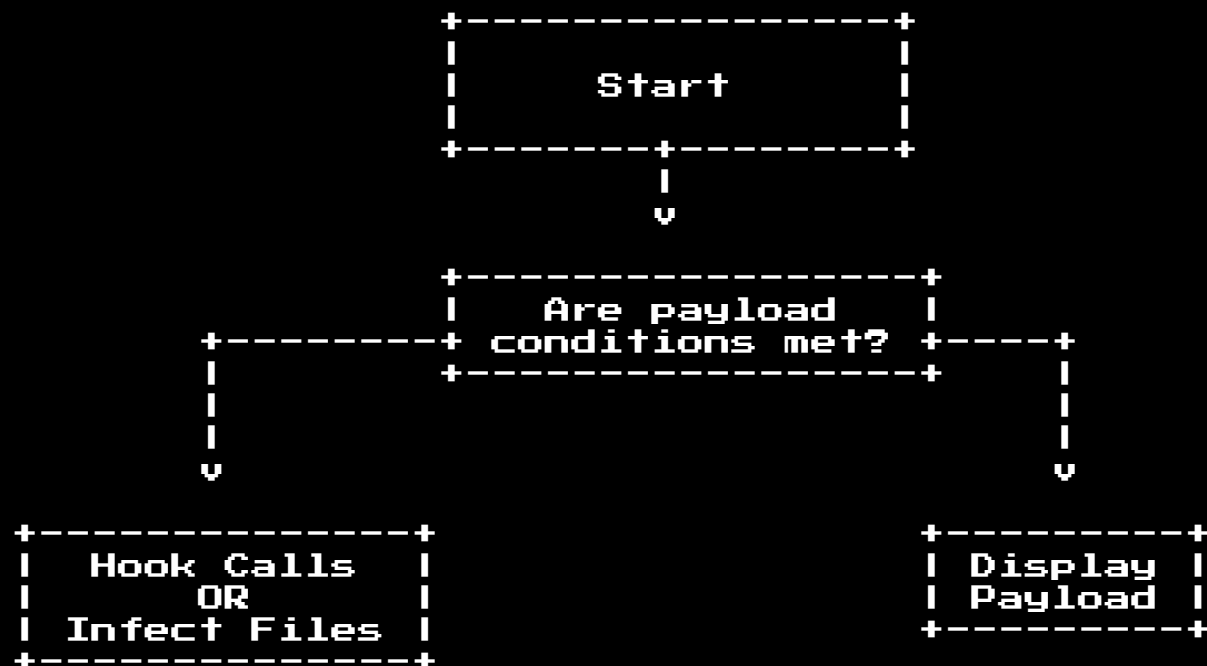 Start
Are payload
conditions met?
Hook Calls
OR
Infect Files
Display
Payload